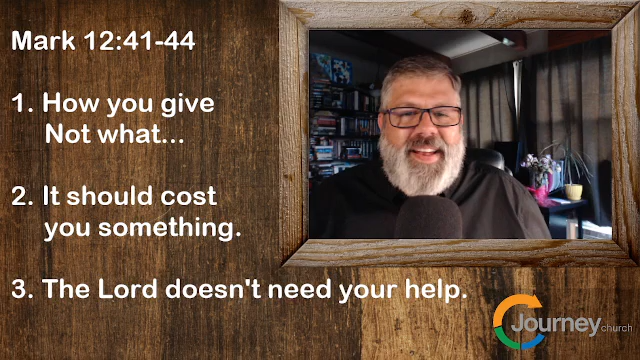 Mark 12:41-44
1. How you give
Not what...
2. It should cost
you something.
3. The Lord doesn't need your help.
Journey church